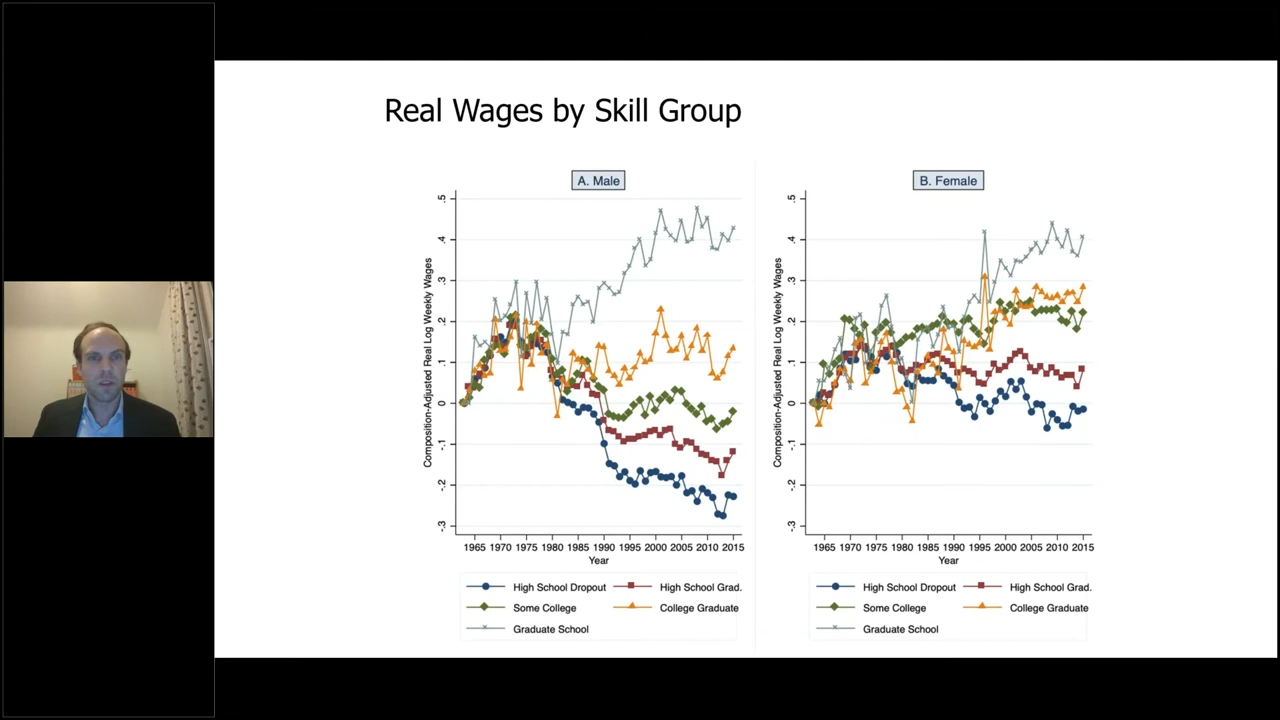 Real Wages by Skill Group
A. Male
Composition-Adjusted Real Log Weekly Wages
.5
.4
.3
.2
.1
0
-.1
-.2
-.3
1965 1970 1975 1980 1985 1990 1995 2000 2005 2010 2015
Year
High School Dropout
High School Grad.
Some College
College Graduate
Graduate School
B. Female
Composition-Adjusted Real Log Weekly Wages
.5
.4
.3
.2
.1
0
-.1
-.2
-.3
1965 1970 1975 1980 1985 1990 1995 2000 2005 2010 2015
Year
High School Dropout
High School Grad.
Some College
College Graduate
Graduate School